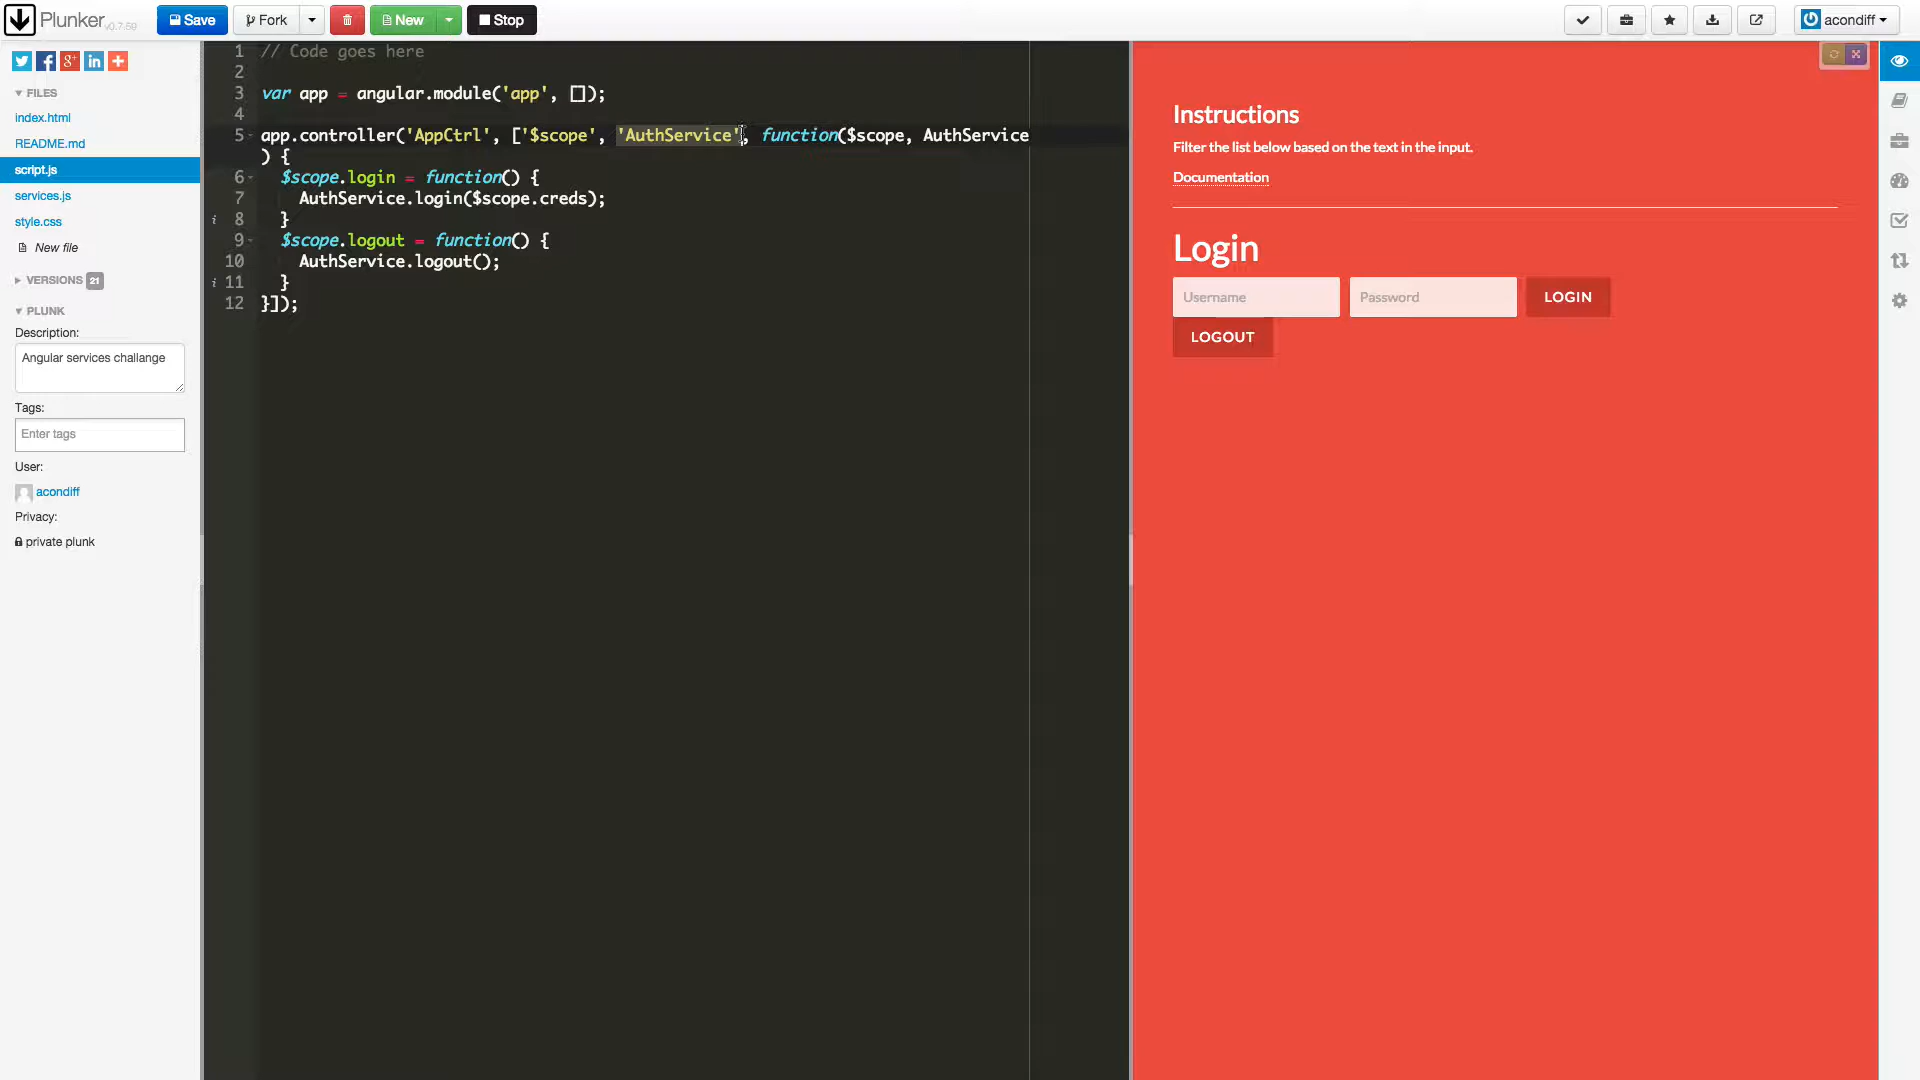 Plunker v0.7.59
Save
Fork
New
Stop
acondiff
FILES
index.html
README.md
script.js
services.js
style.css
New file
VERSIONS 21
PLUNK
Description:
Angular services challange
Tags:
Enter tags
User:
acondiff
Privacy:
private plunk
1 // Code goes here
2
3 var app = angular.module('app', []);
4
5 app.controller('AppCtrl', ['$scope', 'AuthService', function($scope, AuthService
) {
6 $scope.login = function() {
7 AuthService.login($scope.creds);
8 }
9 $scope.logout = function() {
10 AuthService.logout();
11 }
12 }]);
Instructions
Filter the list below based on the text in the input.
Documentation
Login
Username Password LOGIN
LOGOUT